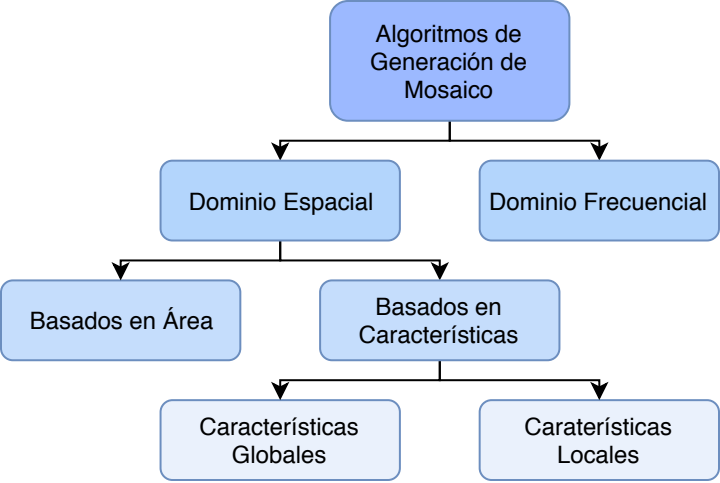 Algoritmos de
Generación de
Mosaico
Dominio Espacial
Dominio Frecuencial
Basados en Área
Basados en
Características
Características
Globales
Caraterísticas
Locales